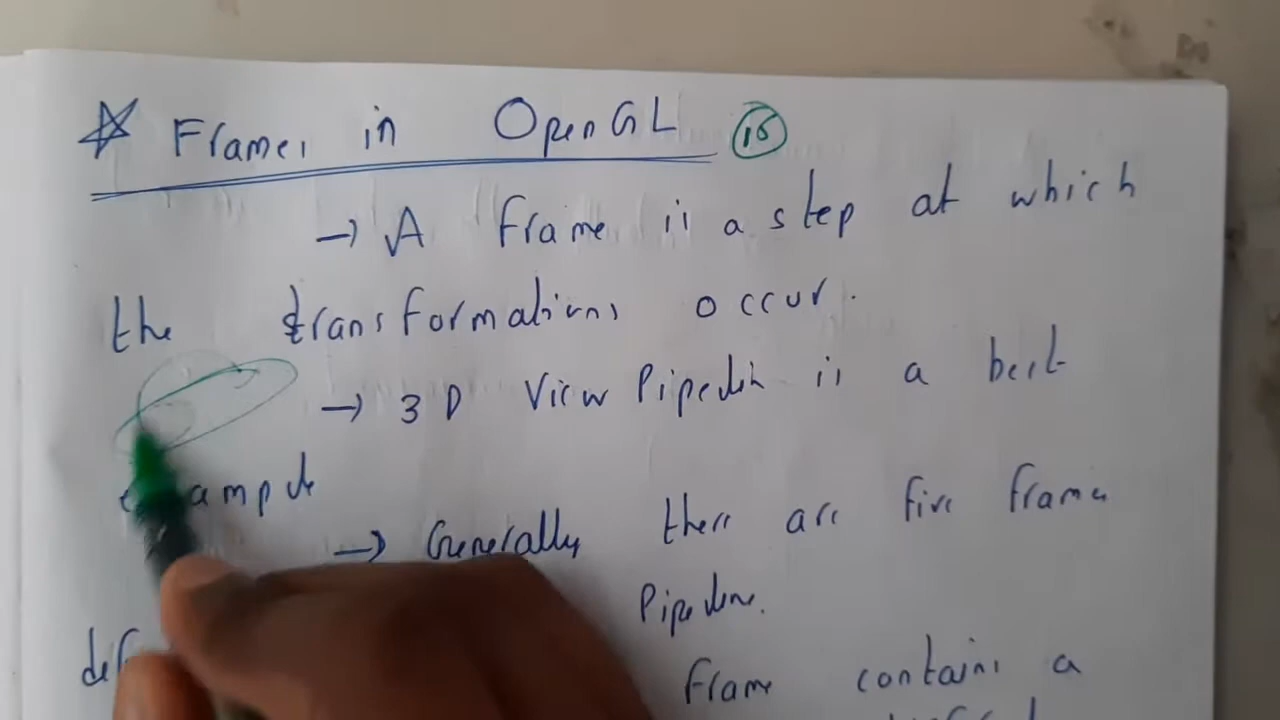 Frames in OpenGL 15
→ A frame is a step at which
the transformations occur.
→ 3D View Pipeline is a best
example
→ Generally there are five frames
Pipeline.
frame contains a